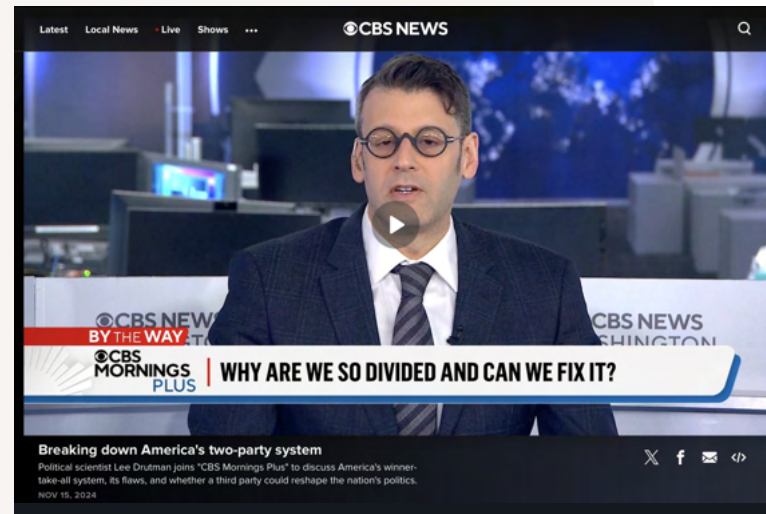 Latest Local News Live Shows ••• CBS NEWS
CBS NEWS CBS NEWS
BY THE WAY
CBS
MORNINGS
PLUS
WHY ARE WE SO DIVIDED AND CAN WE FIX IT?
Breaking down America's two-party system
Political scientist Lee Drutman joins "CBS Mornings Plus" to discuss America's winner-
take-all system, its flaws, and whether a third party could reshape the nation's politics.
NOV 15, 2024